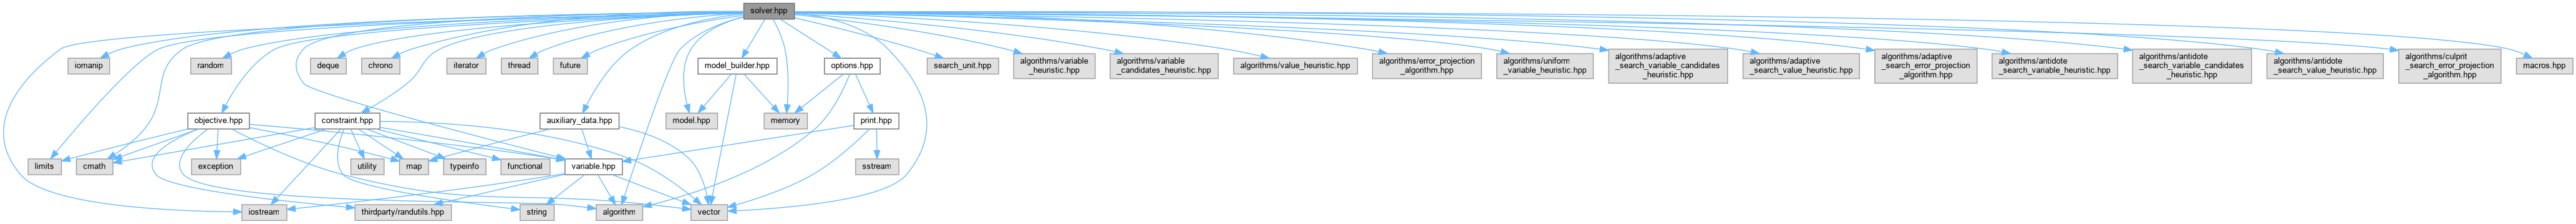 solver.hpp
iomanip
random
deque
chrono
iterator
thread
future
model_builder.hpp
options.hpp
search_unit.hpp
algorithms/variable
_heuristic.hpp
algorithms/variable
_candidates_heuristic.hpp
algorithms/value_heuristic.hpp
algorithms/error_projection
_algorithm.hpp
algorithms/uniform
_variable_heuristic.hpp
algorithms/adaptive
_search_variable_candidates
_heuristic.hpp
algorithms/adaptive
_search_value_heuristic.hpp
algorithms/adaptive
_search_error_projection
_algorithm.hpp
algorithms/antidote
_search_variable_heuristic.hpp
algorithms/antidote
_search_variable_candidates
_heuristic.hpp
algorithms/antidote
_search_value_heuristic.hpp
algorithms/culprit
_search_error_projection
_algorithm.hpp
macros.hpp
objective.hpp
constraint.hpp
auxiliary_data.hpp
model.hpp
memory
print.hpp
limits
cmath
exception
utility
map
typeinfo
functional
variable.hpp
sstream
iostream
thirdparty/randutils.hpp
string
algorithm
vector